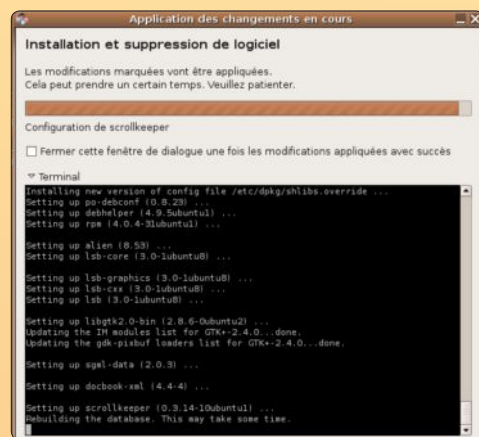 Application des changements en cours
Installation et suppression de logiciel
Les modifications marquées vont être appliquées.
Cela peut prendre un certain temps. Veuillez patienter.
Configuration de scrollkeeper
Fermer cette fenêtre de dialogue une fois les modifications appliquées avec succès
Terminal
Installing new version of config file /etc/dpkg/shlibs.override ...
Setting up po-debconf (0.8.23) ...
Setting up debhelper (4.9.5ubuntu1) ...
Setting up rpm (4.0.4-31ubuntu1) ...
Setting up alien (8.53) ...
Setting up lsb-core (3.0-1ubuntu8) ...
Setting up lsb-graphics (3.0-1ubuntu8) ...
Setting up lsb-cxx (3.0-1ubuntu8) ...
Setting up lsb (3.0-1ubuntu8) ...
Setting up libgtk2.0-bin (2.8.6-0ubuntu2) ...
Updating the IM modules list for GTK+-2.4.0...done.
Updating the gdk-pixbuf loaders list for GTK+-2.4.0...done.
Setting up sgml-data (2.0.3) ...
Setting up docbook-xml (4.4-4) ...
Setting up scrollkeeper (0.3.14-10ubuntu1) ...
Rebuilding the database. This may take some time.